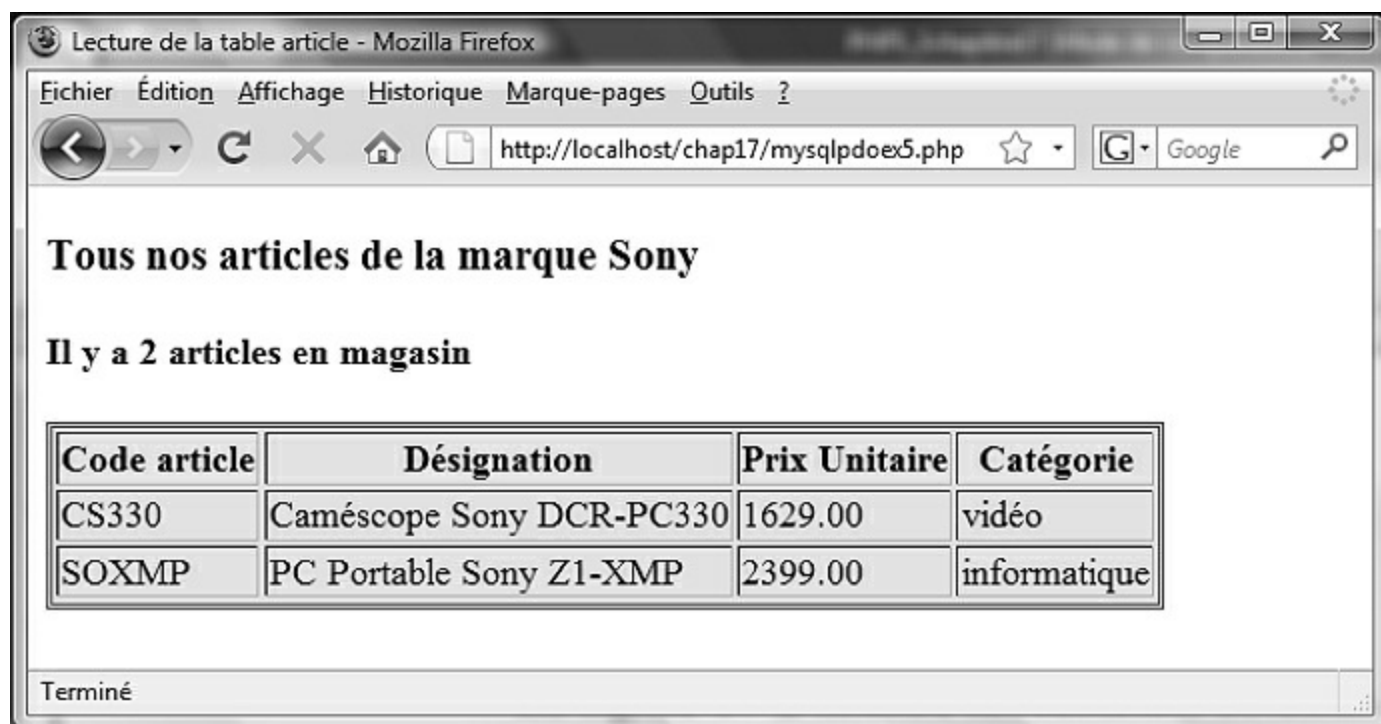 Lecture de la table article - Mozilla Firefox
Fichier Édition Affichage Historique Marque-pages Outils ?
http://localhost/chap17/mysqlpdoex5.php G Google
Tous nos articles de la marque Sony
Il y a 2 articles en magasin
Code article Désignation Prix Unitaire Catégorie
CS330 Caméscope Sony DCR-PC330 1629.00 vidéo
SOXMP PC Portable Sony Z1-XMP 2399.00 informatique
Terminé